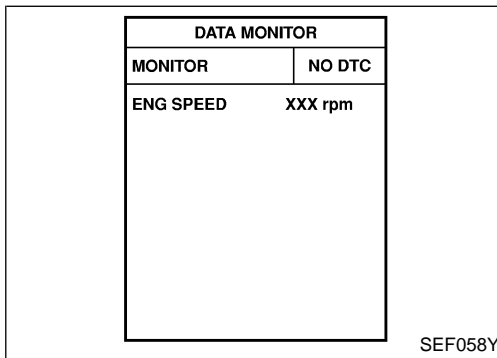 DATA MONITOR
MONITOR NO DTC
ENG SPEED XXX rpm
SEF058Y